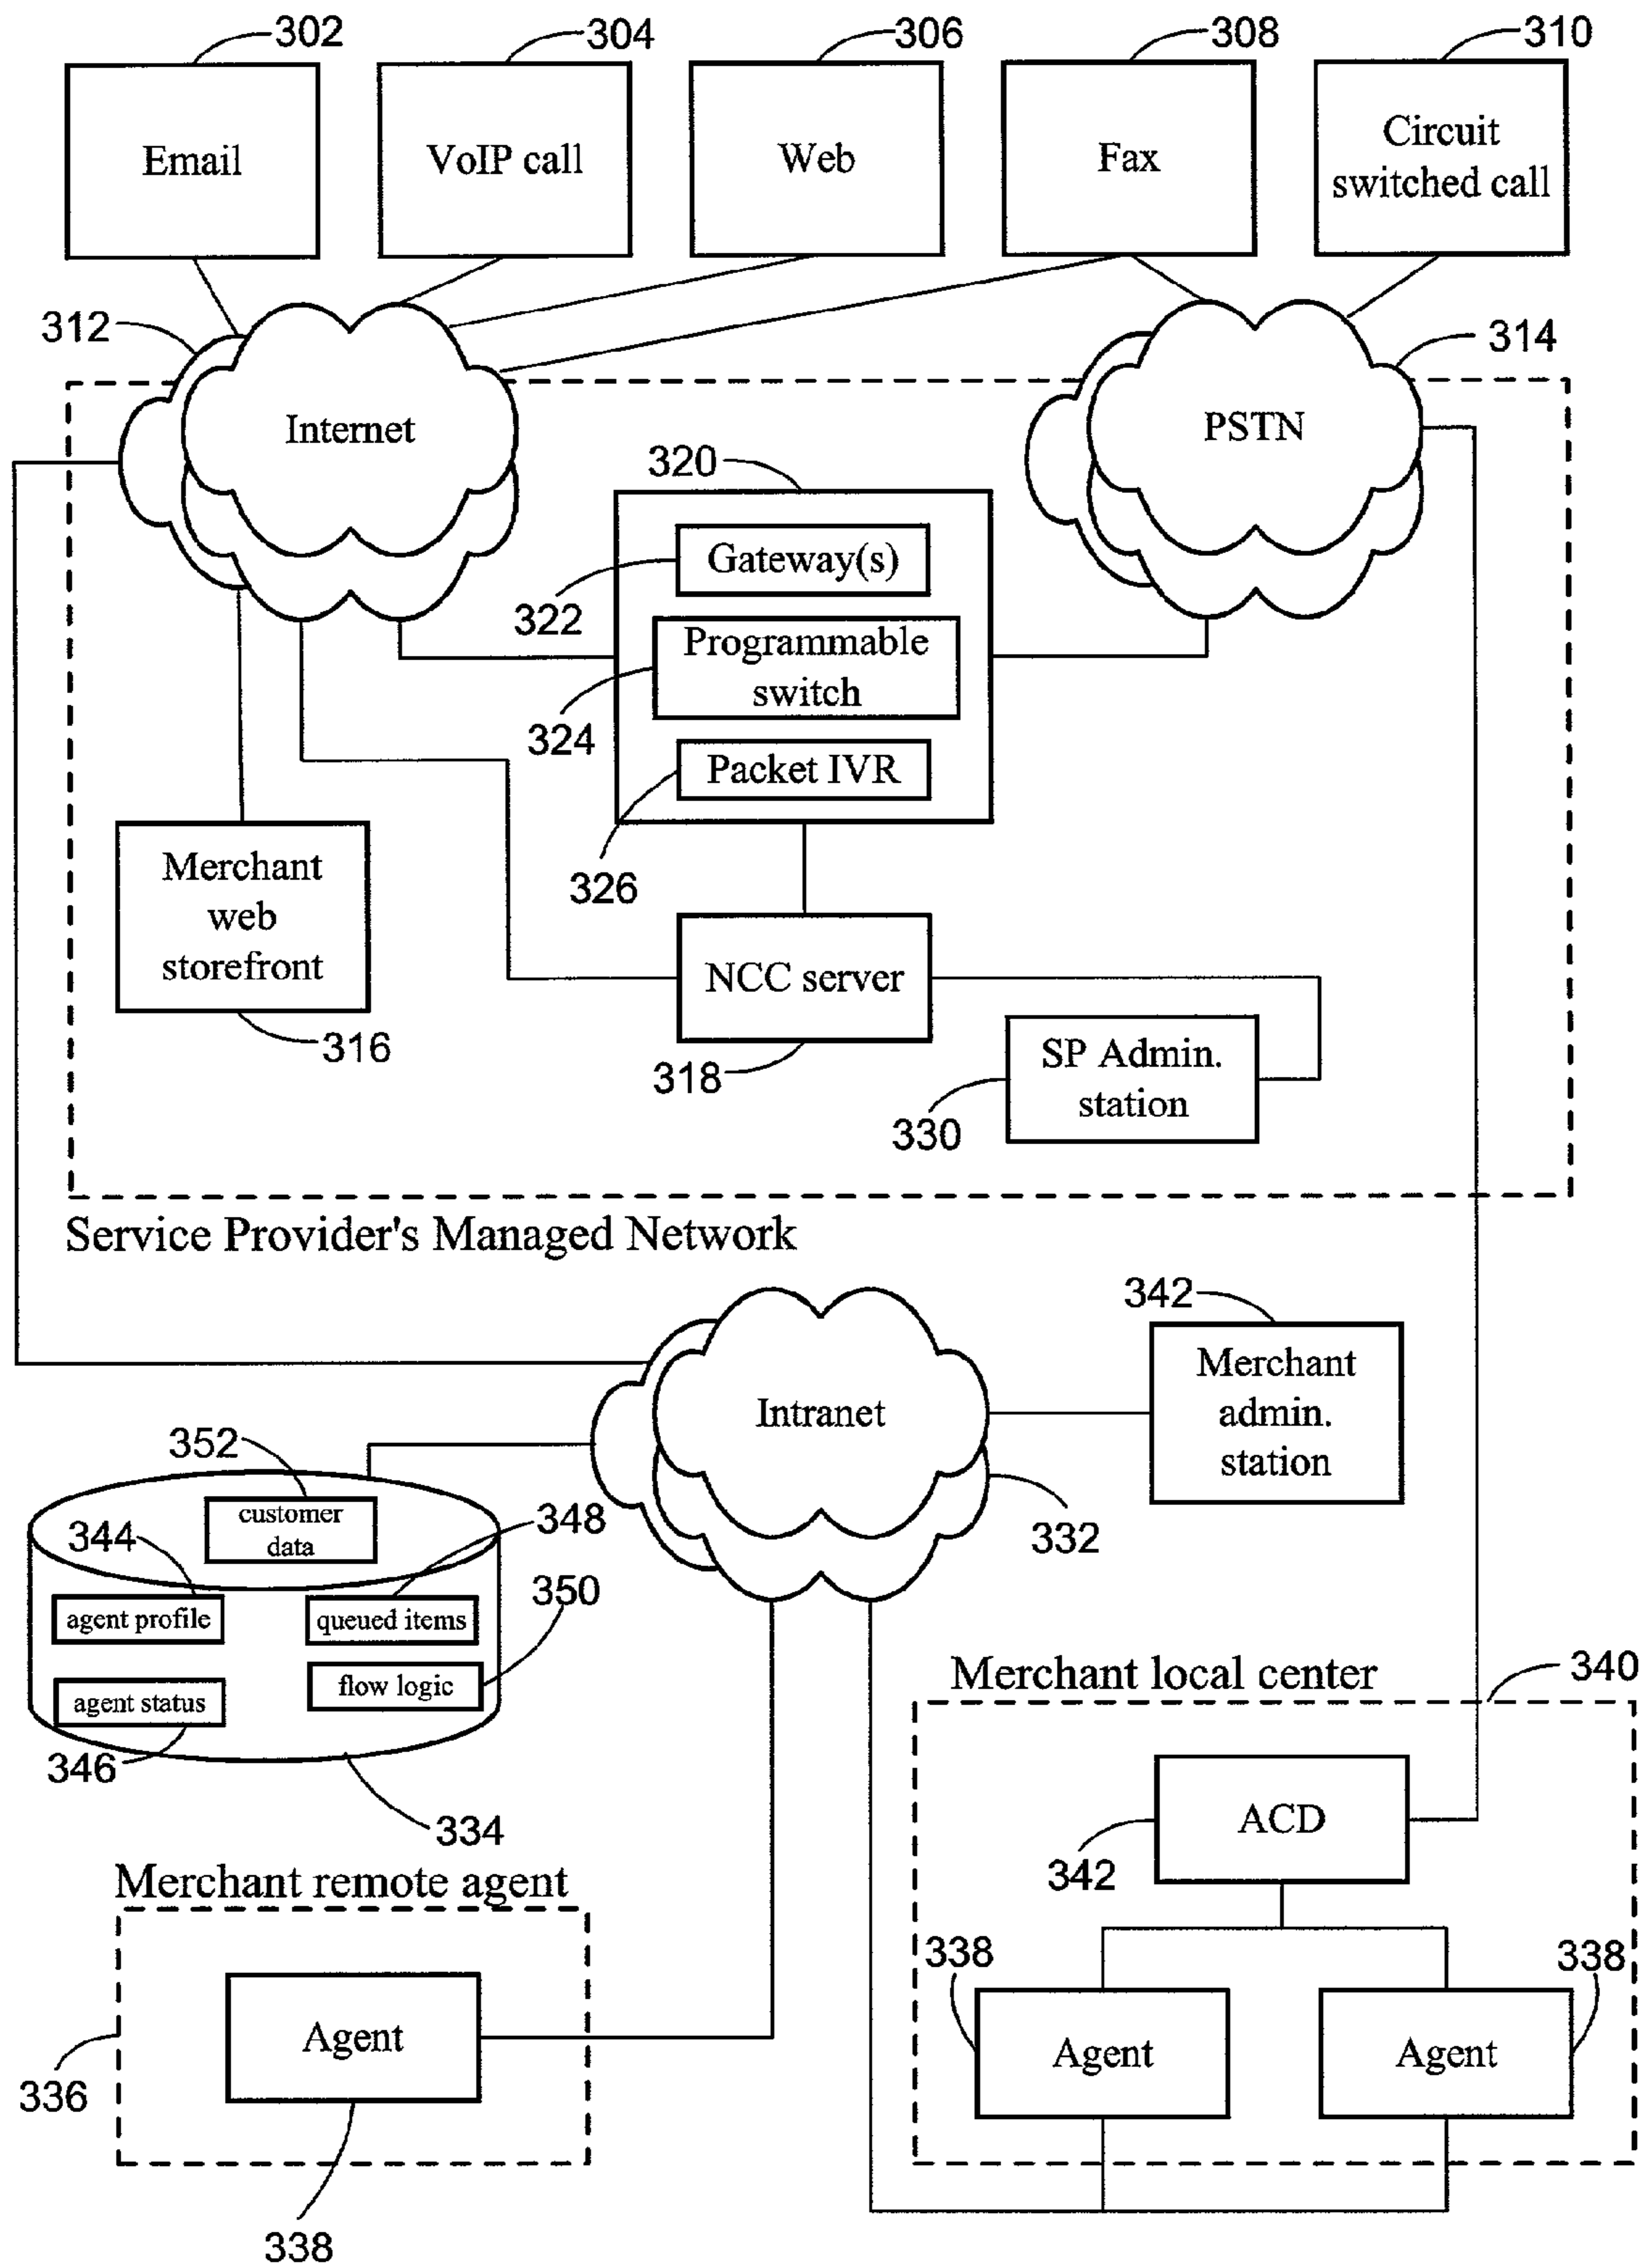 302
304
306
308
310
Email
VoIP call
Web
Fax
Circuit
switched call
312
314
Internet
PSTN
320
Gateway(s)
322
Programmable
switch
324
Packet IVR
326
Merchant
web
storefront
316
NCC server
318
SP Admin.
station
330
Service Provider's Managed Network
342
Merchant
admin.
station
Intranet
332
352
customer
data
344
348
agent profile
queued items
350
flow logic
agent status
346
334
Merchant local center
340
ACD
342
Merchant remote agent
338
338
Agent
Agent
Agent
336
338